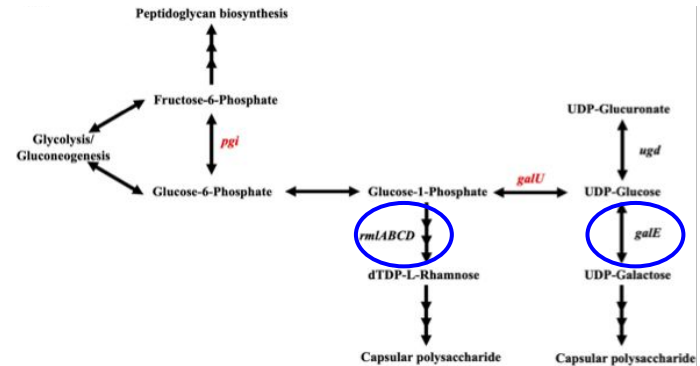 Peptidoglycan biosynthesis
Fructose-6-Phosphate
UDP-Glucuronate
Glycolysis/
Gluconeogenesis
pgi
ugd
galU
Glucose-6-Phosphate
Glucose-1-Phosphate
UDP-Glucose
rmlABCD
galE
dTDP-L-Rhamnose
UDP-Galactose
Capsular polysaccharide
Capsular polysaccharide